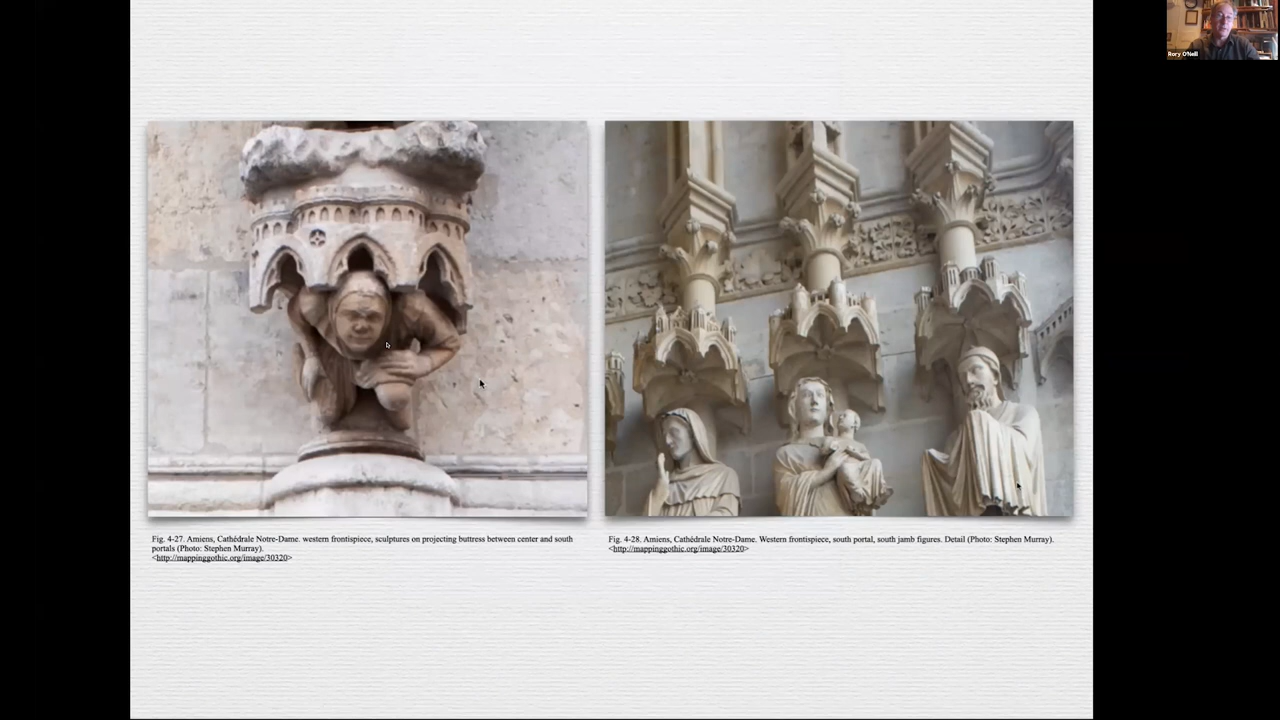 Rory O'Neill
Fig. 4-27. Amiens, Cathédrale Notre-Dame. western frontispiece, sculptures on projecting buttress between center and south
portals (Photo: Stephen Murray).
<http://mappinggothic.org/image/30320>
Fig. 4-28. Amiens, Cathédrale Notre-Dame. Western frontispiece, south portal, south jamb figures. Detail (Photo: Stephen Murray).
<http://mappinggothic.org/image/30320>